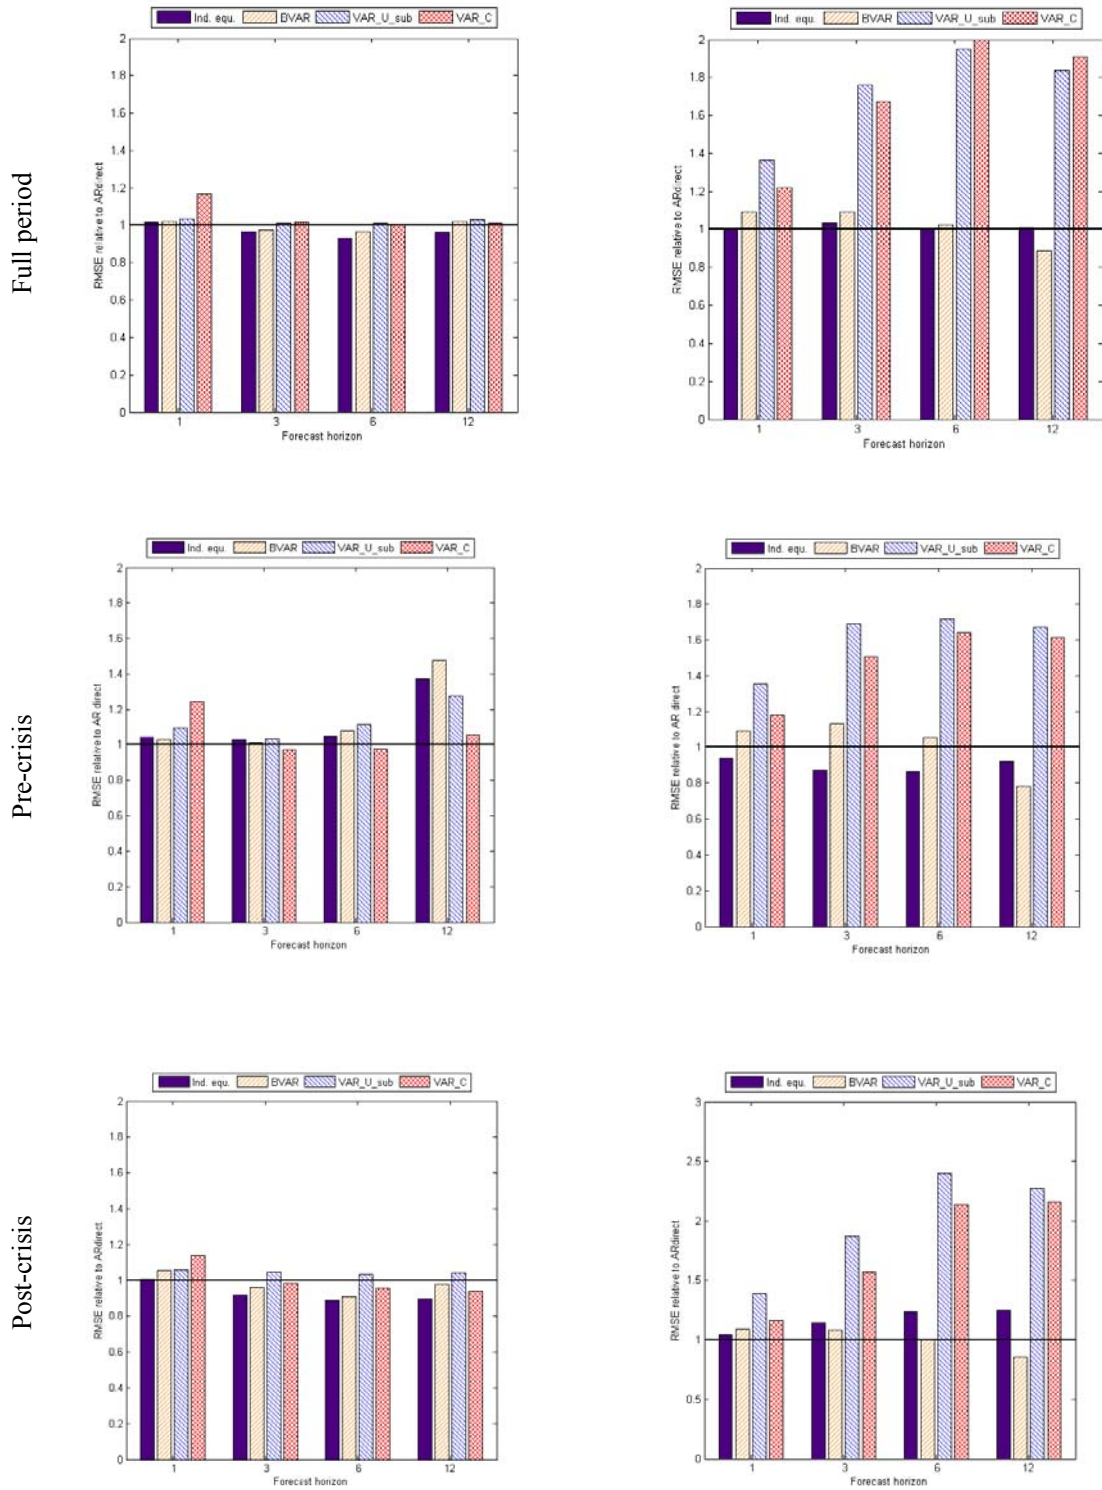 Full period
Ind. equ. BVAR VAR_U_sub VAR_C
RMSE relative to ARdirect
2
1.8
1.6
1.4
1.2
1
0.8
0.6
0.4
0.2
0
1 3 6 12
Forecast horizon
Ind. equ. BVAR VAR_U_sub VAR_C
RMSE relative to ARdirect
2
1.8
1.6
1.4
1.2
1
0.8
0.6
0.4
0.2
0
1 3 6 12
Forecast horizon
Pre-crisis
Ind. equ. BVAR VAR_U_sub VAR_C
RMSE relative to AR direct
2
1.8
1.6
1.4
1.2
1
0.8
0.6
0.4
0.2
0
1 3 6 12
Forecast horizon
Ind. equ. BVAR VAR_U_sub VAR_C
RMSE relative to AR direct
2
1.8
1.6
1.4
1.2
1
0.8
0.6
0.4
0.2
0
1 3 6 12
Forecast horizon
Post-crisis
Ind. equ. BVAR VAR_U_sub VAR_C
RMSE relative to ARdirect
2
1.8
1.6
1.4
1.2
1
0.8
0.6
0.4
0.2
0
1 3 6 12
Forecast horizon
Ind. equ. BVAR VAR_U_sub VAR_C
RMSE relative to ARdirect
3
2.5
2
1.5
1
0.5
0
1 3 6 12
Forecast horizon